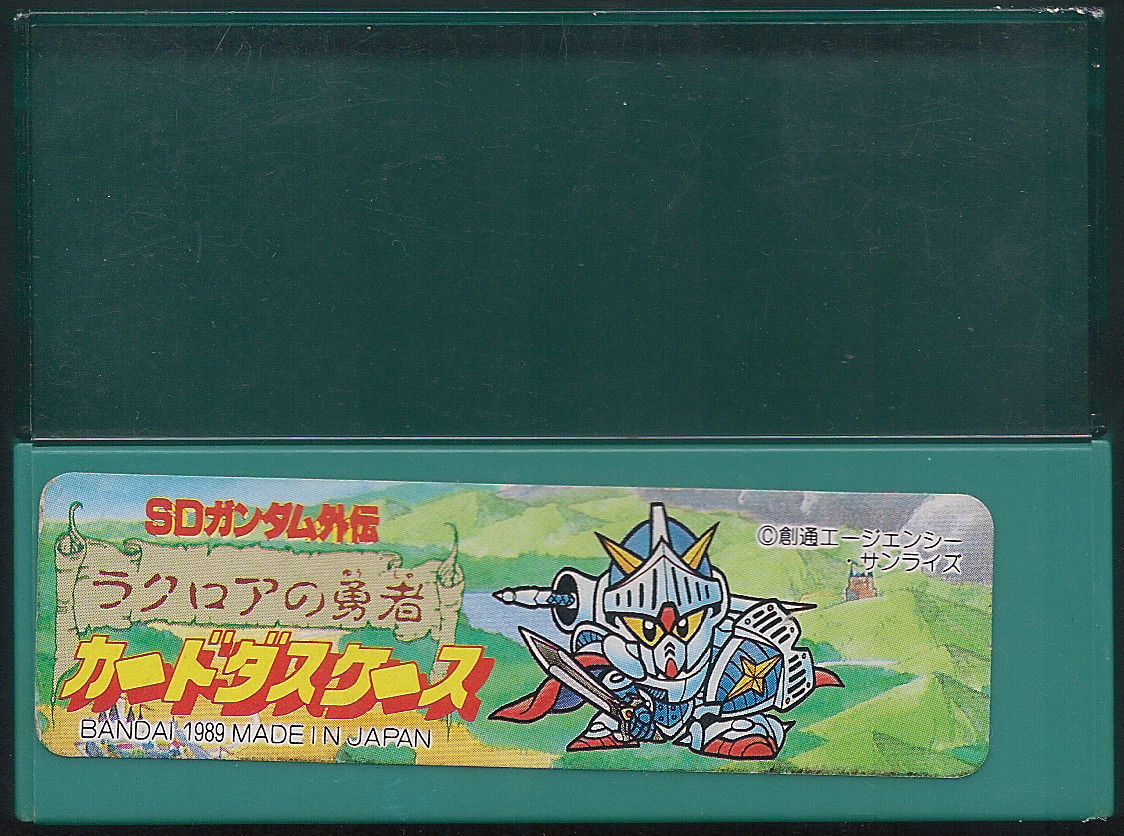 SDガンダム外伝
ラクロアの勇者
カードダスケース
BANDAI 1989 MADE IN JAPAN
©創通エージェンシー
・サンライズ